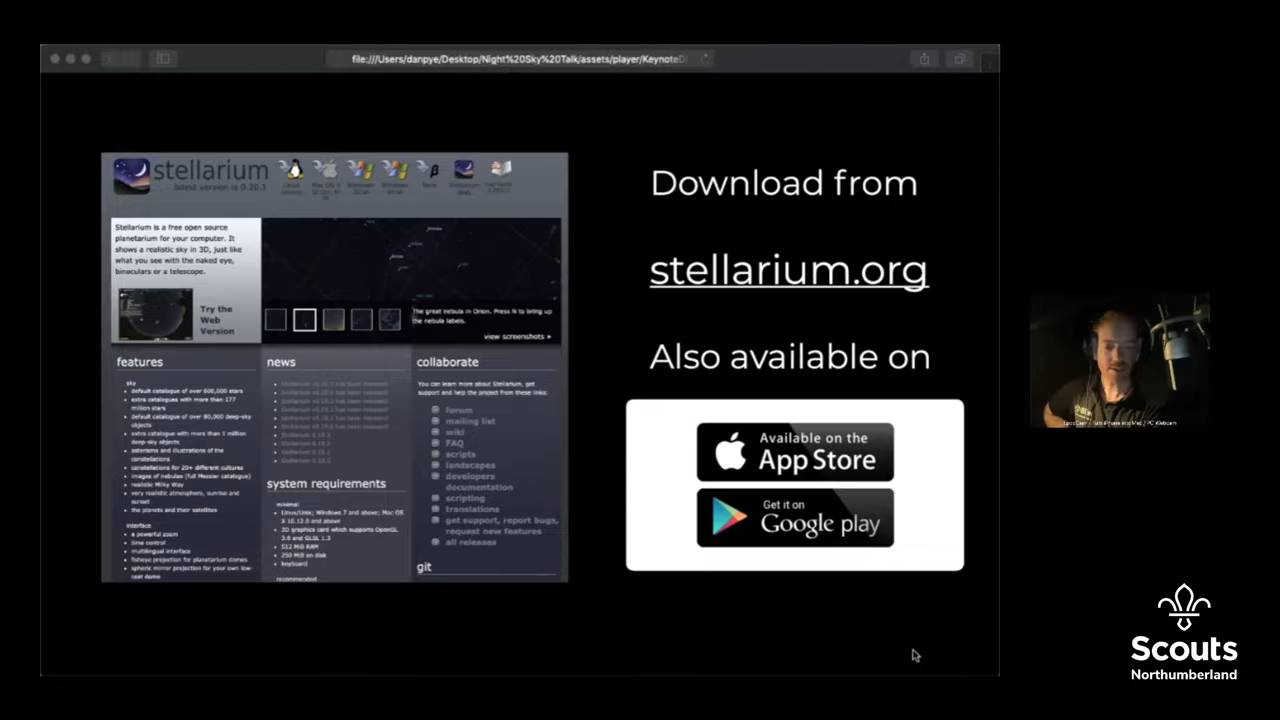 file:///Users/danpye/Desktop/Night%20Sky%20Talk/assets/player/KeynoteD
stellarium
latest version is 0.20.1
Stellarium is a free open source
planetarium for your computer. It
shows a realistic sky in 3D, just like
what you see with the naked eye,
binoculars or a telescope.
Try the
Web
Version
The great nebula in Orion. Press N to bring up
the nebula labels.
view screenshots »
features
sky
default catalogue of over 600,000 stars
extra catalogues with more than 177
million stars
default catalogue of over 80,000 deep-sky
objects
extra catalogue with more than 1 million
deep-sky objects
asterisms and illustrations of the
constellations
constellations for 20+ different cultures
images of nebulae (full Messier catalogue)
realistic Milky Way
very realistic atmosphere, sunrise and
sunset
the planets and their satellites
interface
a powerful zoom
time control
multilingual interface
fisheye projection for planetarium domes
spheric mirror projection for your own low-
cost dome
news
system requirements
minimal
Linux/Unix; Windows 7 and above; Mac OS
X 10.12.0 and above
3D graphics card which supports OpenGL
3.0 and GLSL 1.3
512 MiB RAM
250 MiB on disk
keyboard
recommended
collaborate
You can learn more about Stellarium, get
support and help the project from these links:
forum
mailing list
wiki
FAQ
scripts
landscapes
developers
documentation
scripting
translations
get support, report bugs,
request new features
all releases
git
Download from
stellarium.org
Also available on
Available on the
App Store
Get it on
Google play
Scouts
Northumberland